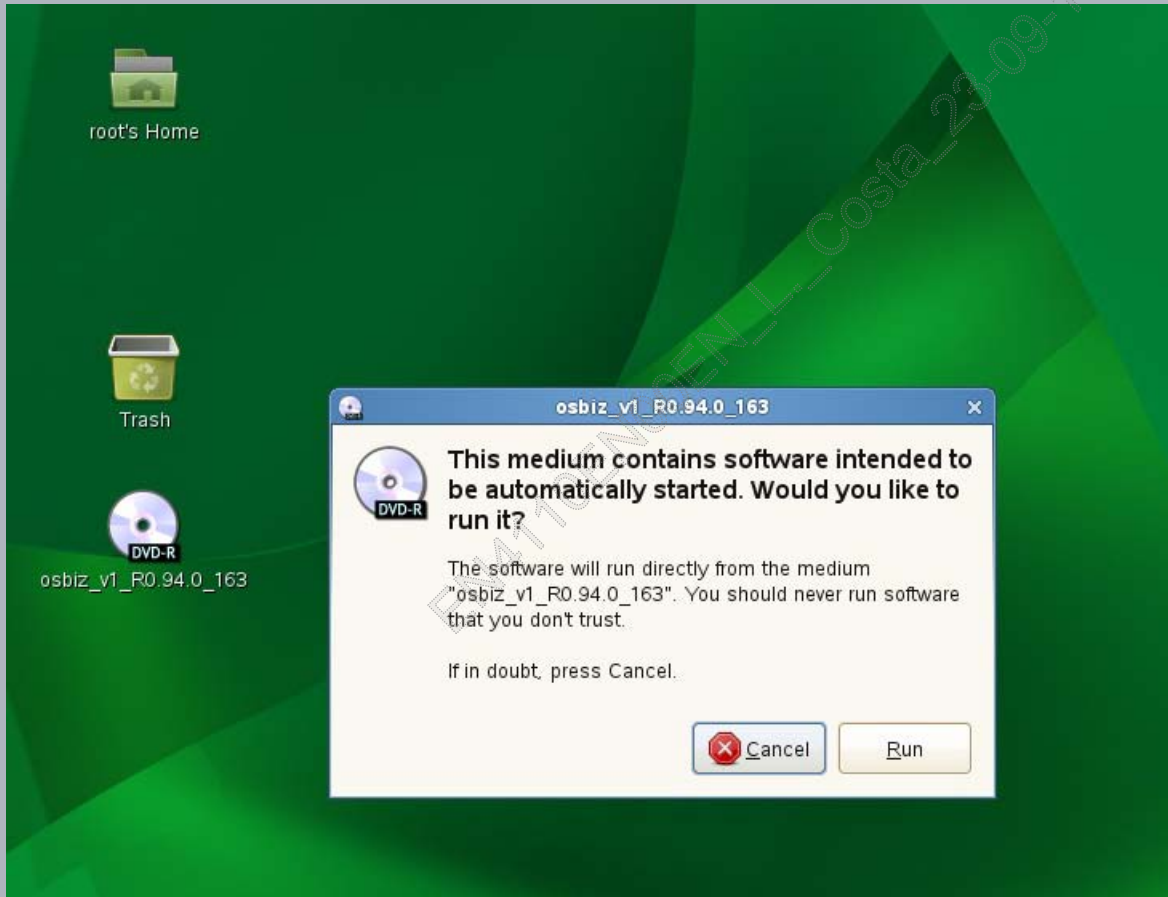 root's Home
Trash
DVD-R
osbiz_v1_R0.94.0_163
osbiz_v1_R0.94.0_163
DVD-R
This medium contains software intended to
be automatically started. Would you like to
run it?
The software will run directly from the medium
"osbiz_v1_R0.94.0_163". You should never run software
that you don't trust.
If in doubt, press Cancel.
Cancel
Run